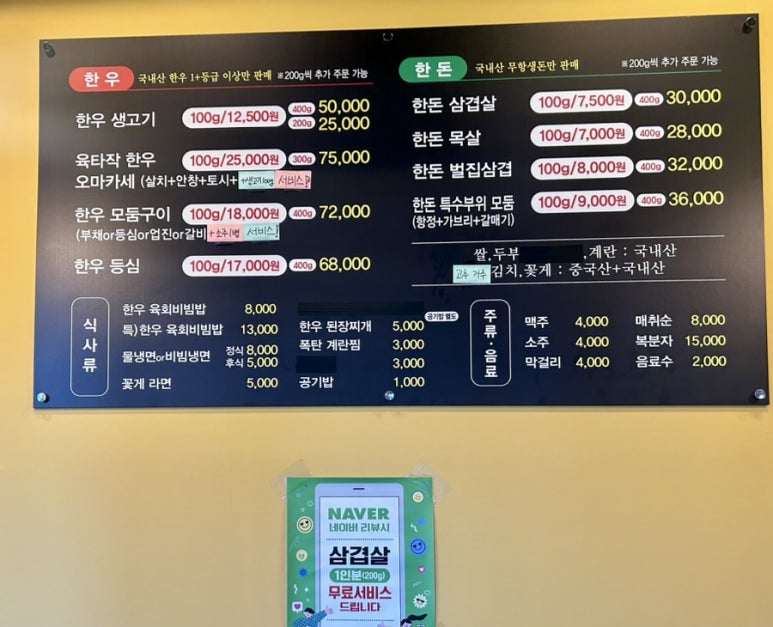 한우 국내산 한우 1+등급 이상만 판매 ※200g씩 추가 주문 가능
한우 생고기 100g/12,500원 400g 50,000
200g 25,000
육타작 한우 100g/25,000원 300g 75,000
오마카세 (살치+안창+토시+ +생고기100g 서비스!
한우 모둠구이 100g/18,000원 400g 72,000
(부채or등심or업진or갈비 +소주1병 서비스!
한우 등심 100g/17,000원 400g 68,000
한돈 국내산 무항생돈만 판매 ※200g씩 추가 주문 가능
한돈 삼겹살 100g/7,500원 400g 30,000
한돈 목살 100g/7,000원 400g 28,000
한돈 벌집삼겹 100g/8,000원 400g 32,000
한돈 특수부위 모둠 100g/9,000원 400g 36,000
(항정+가브리+갈매기)
쌀,두부 ,계란 : 국내산
고추가루 김치,꽃게 : 중국산+국내산
식사류
한우 육회비빔밥 8,000
특)한우 육회비빔밥 13,000
물냉면or비빔냉면 정식 8,000
후식 5,000
꽃게 라면 5,000
공기밥 별도
한우 된장찌개 5,000
폭탄 계란찜 3,000
3,000
공기밥 1,000
주류·음료
맥주 4,000
소주 4,000
막걸리 4,000
매취순 8,000
복분자 15,000
음료수 2,000
NAVER
네이버 리뷰시
삼겹살
1인분(200g)
무료서비스
드립니다